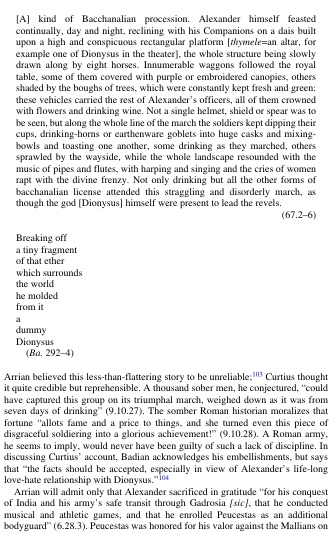 [A] kind of Bacchanalian procession. Alexander himself feasted
continually, day and night, reclining with his Companions on a dais built
upon a high and conspicuous rectangular platform [thymele=an altar, for
example one of Dionysus in the theater], the whole structure being slowly
drawn along by eight horses. Innumerable waggons followed the royal
table, some of them covered with purple or embroidered canopies, others
shaded by the boughs of trees, which were constantly kept fresh and green:
these vehicles carried the rest of Alexander's officers, all of them crowned
with flowers and drinking wine. Not a single helmet, shield or spear was to
be seen, but along the whole line of the march the soldiers kept dipping their
cups, drinking-horns or earthenware goblets into huge casks and mixing-
bowls and toasting one another, some drinking as they marched, others
sprawled by the wayside, while the whole landscape resounded with the
music of pipes and flutes, with harping and singing and the cries of women
rapt with the divine frenzy. Not only drinking but all the other forms of
bacchanalian license attended this straggling and disorderly march, as
though the god [Dionysus] himself were present to lead the revels.
(67.2–6)
Breaking off
a tiny fragment
of that ether
which surrounds
the world
he molded
from it
a
dummy
Dionysus
(Ba. 292–4)
Arrian believed this less-than-flattering story to be unreliable;103 Curtius thought
it quite credible but reprehensible. A thousand sober men, he conjectured, "could
have captured this group on its triumphal march, weighed down as it was from
seven days of drinking" (9.10.27). The somber Roman historian moralizes that
fortune "allots fame and a price to things, and she turned even this piece of
disgraceful soldiering into a glorious achievement!" (9.10.28). A Roman army,
he seems to imply, would never have been guilty of such a lack of discipline. In
discussing Curtius' account, Badian acknowledges his embellishments, but says
that "the facts should be accepted, especially in view of Alexander's life-long
love-hate relationship with Dionysus."104
Arrian will admit only that Alexander sacrificed in gratitude "for his conquest
of India and his army's safe transit through Gadrosia [sic], that he conducted
musical and athletic games, and that he enrolled Peucestas as an additional
bodyguard" (6.28.3). Peucestas was honored for his valor against the Mallians on